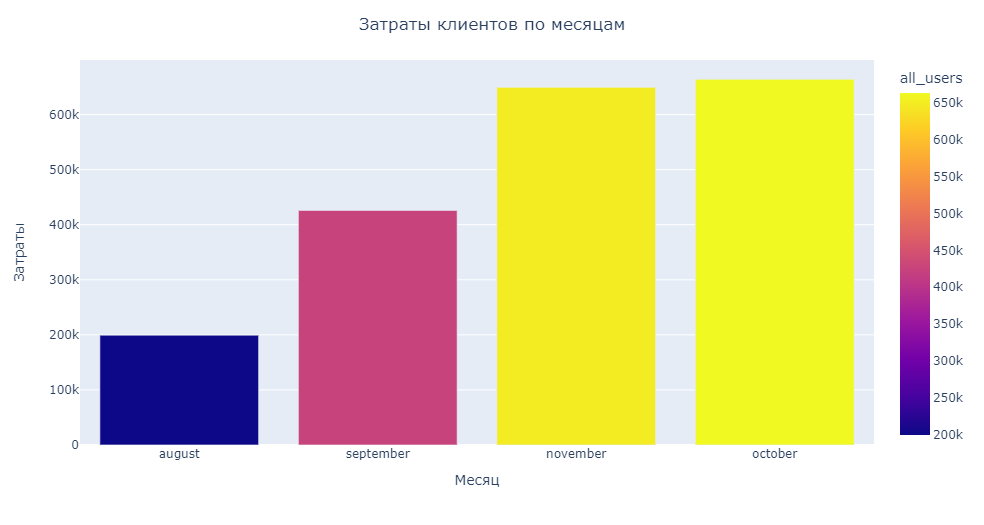 Затраты клиентов по месяцам
Затраты
600k
500k
400k
300k
200k
100k
0
august
september
november
october
Месяц
all_users
650k
600k
550k
500k
450k
400k
350k
300k
250k
200k